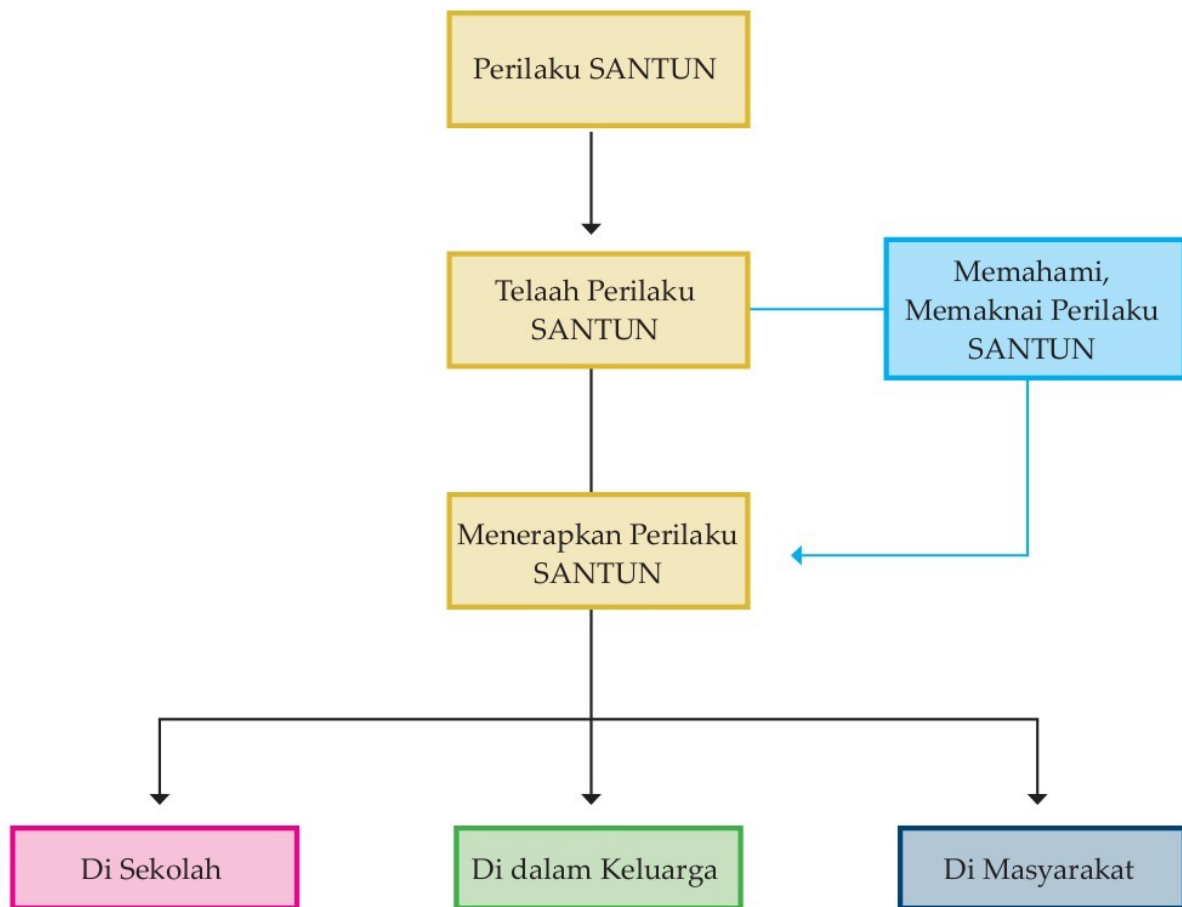 Perilaku SANTUN
Telaah Perilaku
SANTUN
Memahami,
Memaknai Perilaku
SANTUN
Menerapkan Perilaku
SANTUN
Di Sekolah
Di dalam Keluarga
Di Masyarakat